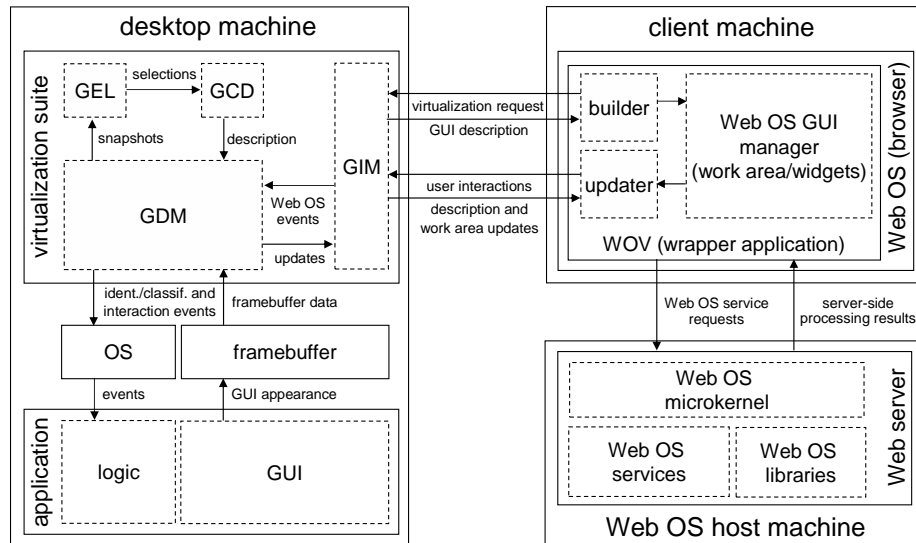 desktop machine
virtualization suite
GEL
selections
GCD
snapshots
description
GIM
GDM
Web OS
events
updates
ident./classif. and
interaction events
framebuffer data
OS
framebuffer
events
GUI appearance
application
logic
GUI
virtualization request
GUI description
user interactions
description and
work area updates
client machine
Web OS (browser)
builder
updater
Web OS GUI
manager
(work area/widgets)
WOV (wrapper application)
Web OS service
requests
server-side
processing results
Web server
Web OS
microkernel
Web OS
services
Web OS
libraries
Web OS host machine